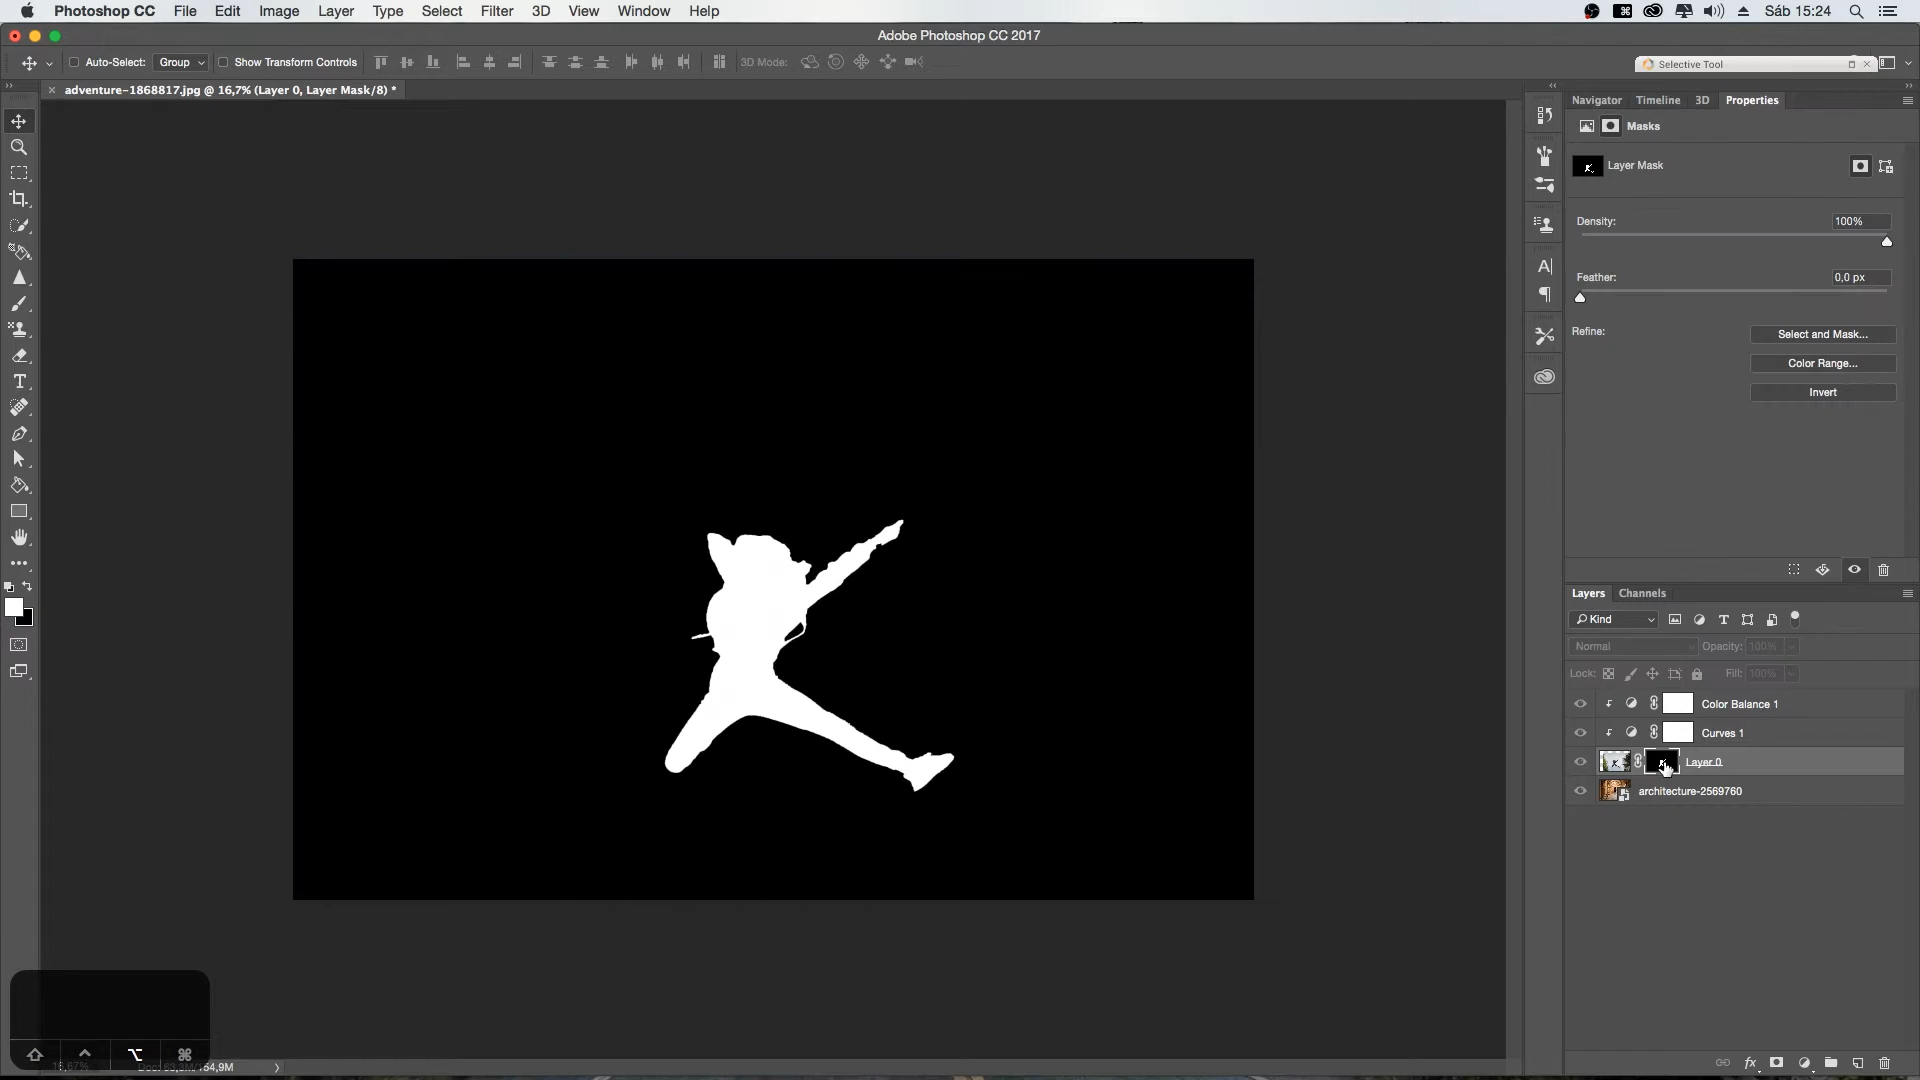 Photoshop CC File Edit Image Layer Type Select Filter 3D View Window Help Sáb 15:24
Adobe Photoshop CC 2017
Auto-Select: Group Show Transform Controls 3D Mode: Selective Tool
adventure-1868817.jpg @ 16,7% (Layer 0, Layer Mask/8) *
Navigator Timeline 3D Properties
Masks
Layer Mask
Density: 100%
Feather: 0,0 px
Refine: Select and Mask...
Color Range...
Invert
Layers Channels
Kind
Normal Opacity: 100%
Lock: Fill: 100%
Color Balance 1
Curves 1
Layer 0
architecture-2569760